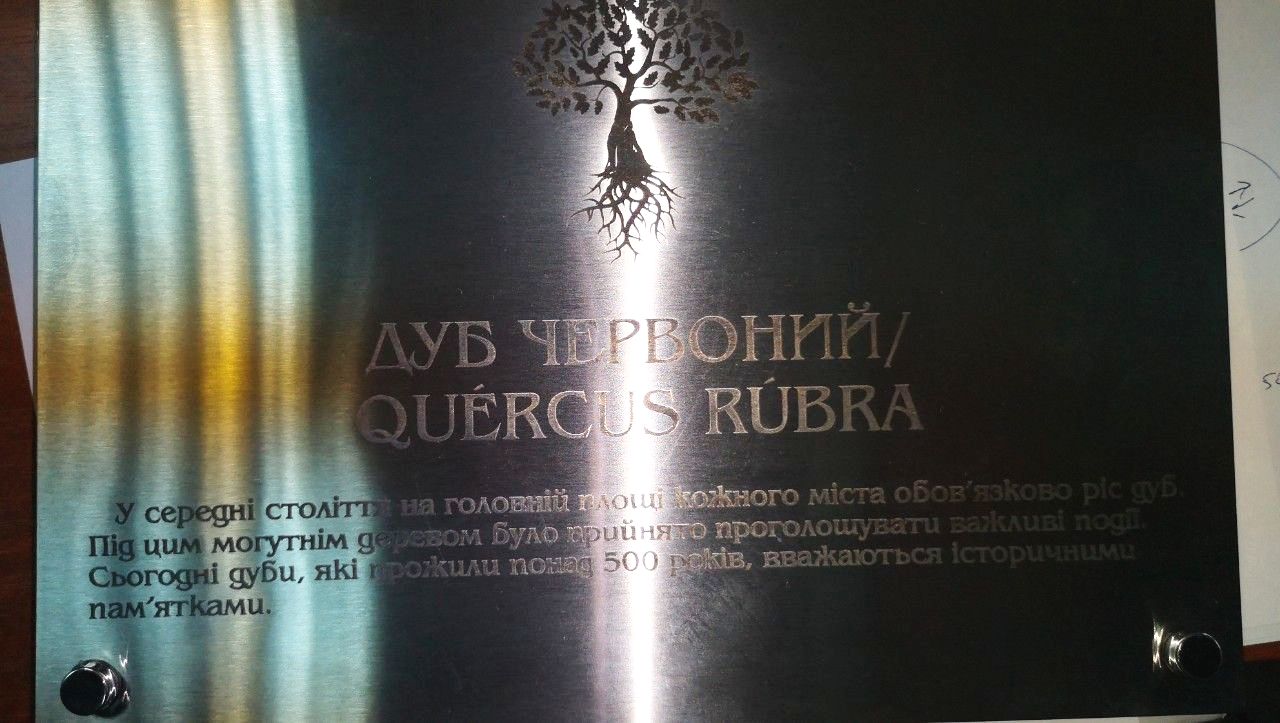 ДУБ ЧЕРВОНИЙ/
QUÉRCUS RÚBRA
У середні століття на головній площі кожного міста обов'язково ріс дуб.
Під цим могутнім деревом було прийнято проголошувати важливі події.
Сьогодні дуби, які прожили понад 500 років, вважаються історичними
пам'ятками.